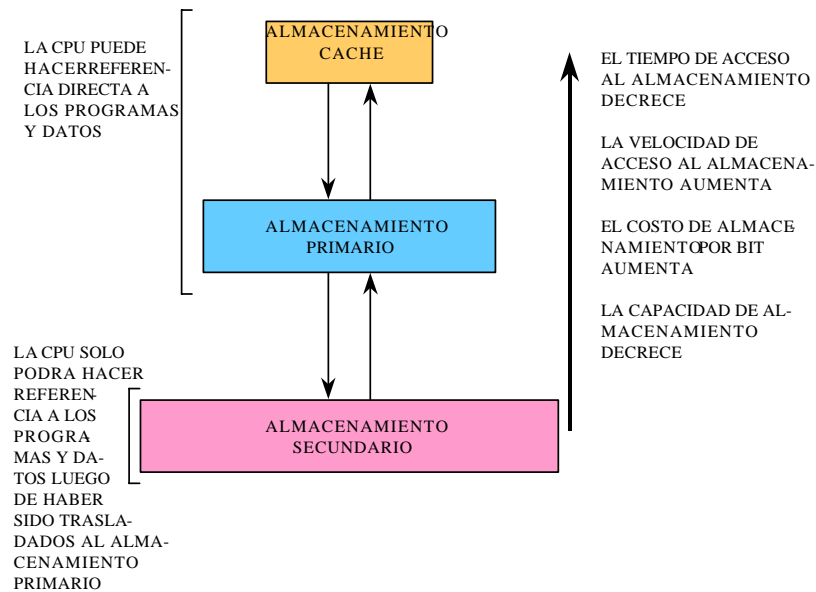 LA CPU PUEDE
HACERREFEREN-
CIA DIRECTA A
LOS PROGRAMAS
Y DATOS
ALMACENAMIENTO
CACHE
EL TIEMPO DE ACCESO
AL ALMACENAMIENTO
DECRECE
LA VELOCIDAD DE
ACCESO AL ALMACENA-
MIENTO AUMENTA
EL COSTO DE ALMACE-
NAMIENTOPOR BIT
AUMENTA
LA CAPACIDAD DE AL-
MACENAMIENTO
DECRECE
ALMACENAMIENTO
PRIMARIO
LA CPU SOLO
PODRA HACER
REFEREN-
CIA A LOS
PROGRA-
MAS Y DA-
TOS LUEGO
DE HABER
SIDO TRASLA-
DADOS AL ALMA-
CENAMIENTO
PRIMARIO
ALMACENAMIENTO
SECUNDARIO